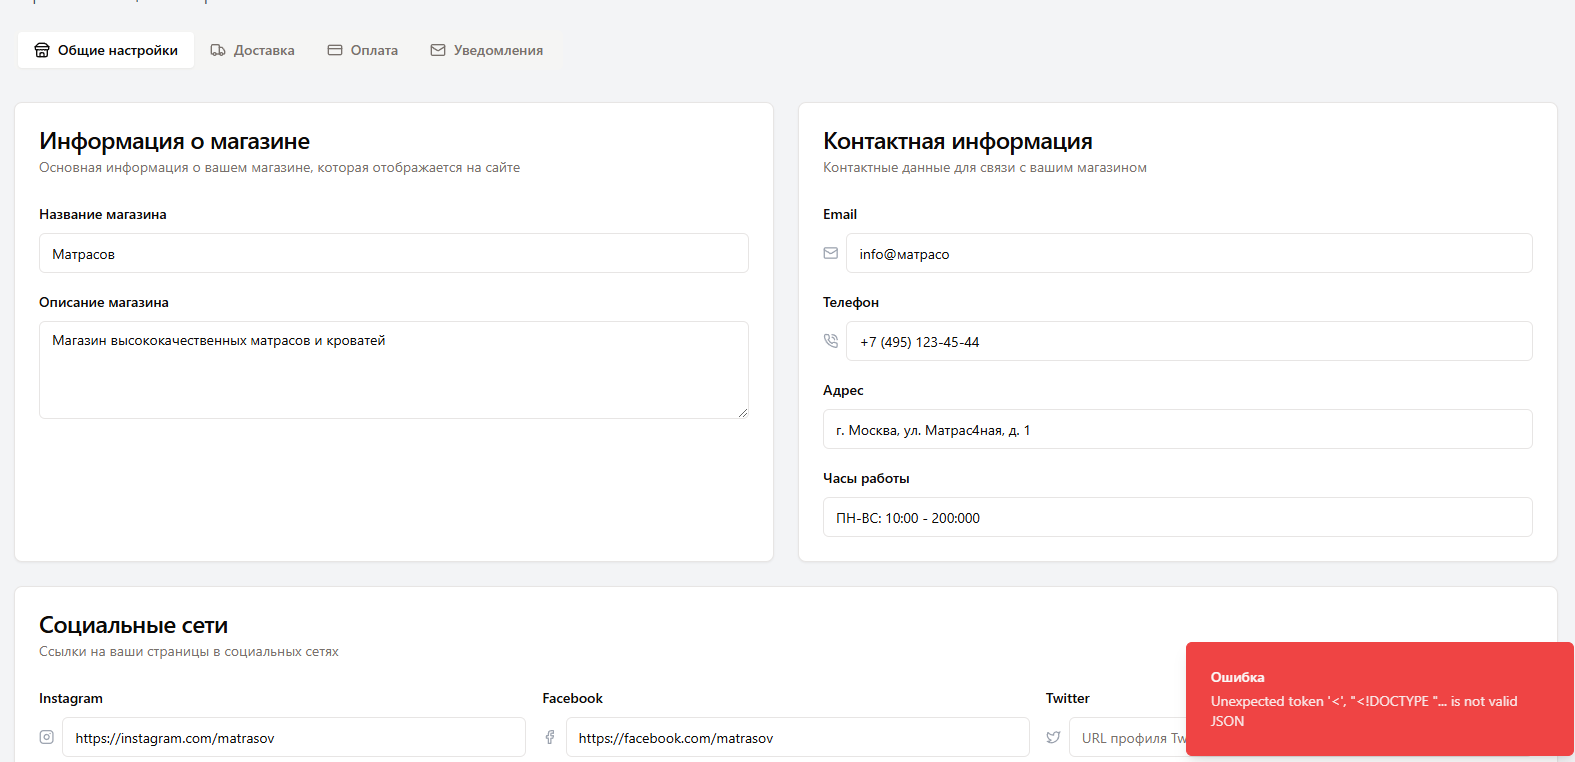 Общие настройки
Доставка
Оплата
Уведомления
Информация о магазине
Основная информация о вашем магазине, которая отображается на сайте
Название магазина
Матрасов
Описание магазина
Магазин высококачественных матрасов и кроватей
Контактная информация
Контактные данные для связи с вашим магазином
Email
info@матрасо
Телефон
+7 (495) 123-45-44
Адрес
г. Москва, ул. Матрас4ная, д. 1
Часы работы
ПН-ВС: 10:00 - 200:000
Социальные сети
Ссылки на ваши страницы в социальных сетях
Instagram
https://instagram.com/matrasov
Facebook
https://facebook.com/matrasov
Twitter
URL профиля Tw
Ошибка
Unexpected token '<', "<!DOCTYPE "... is not valid
JSON